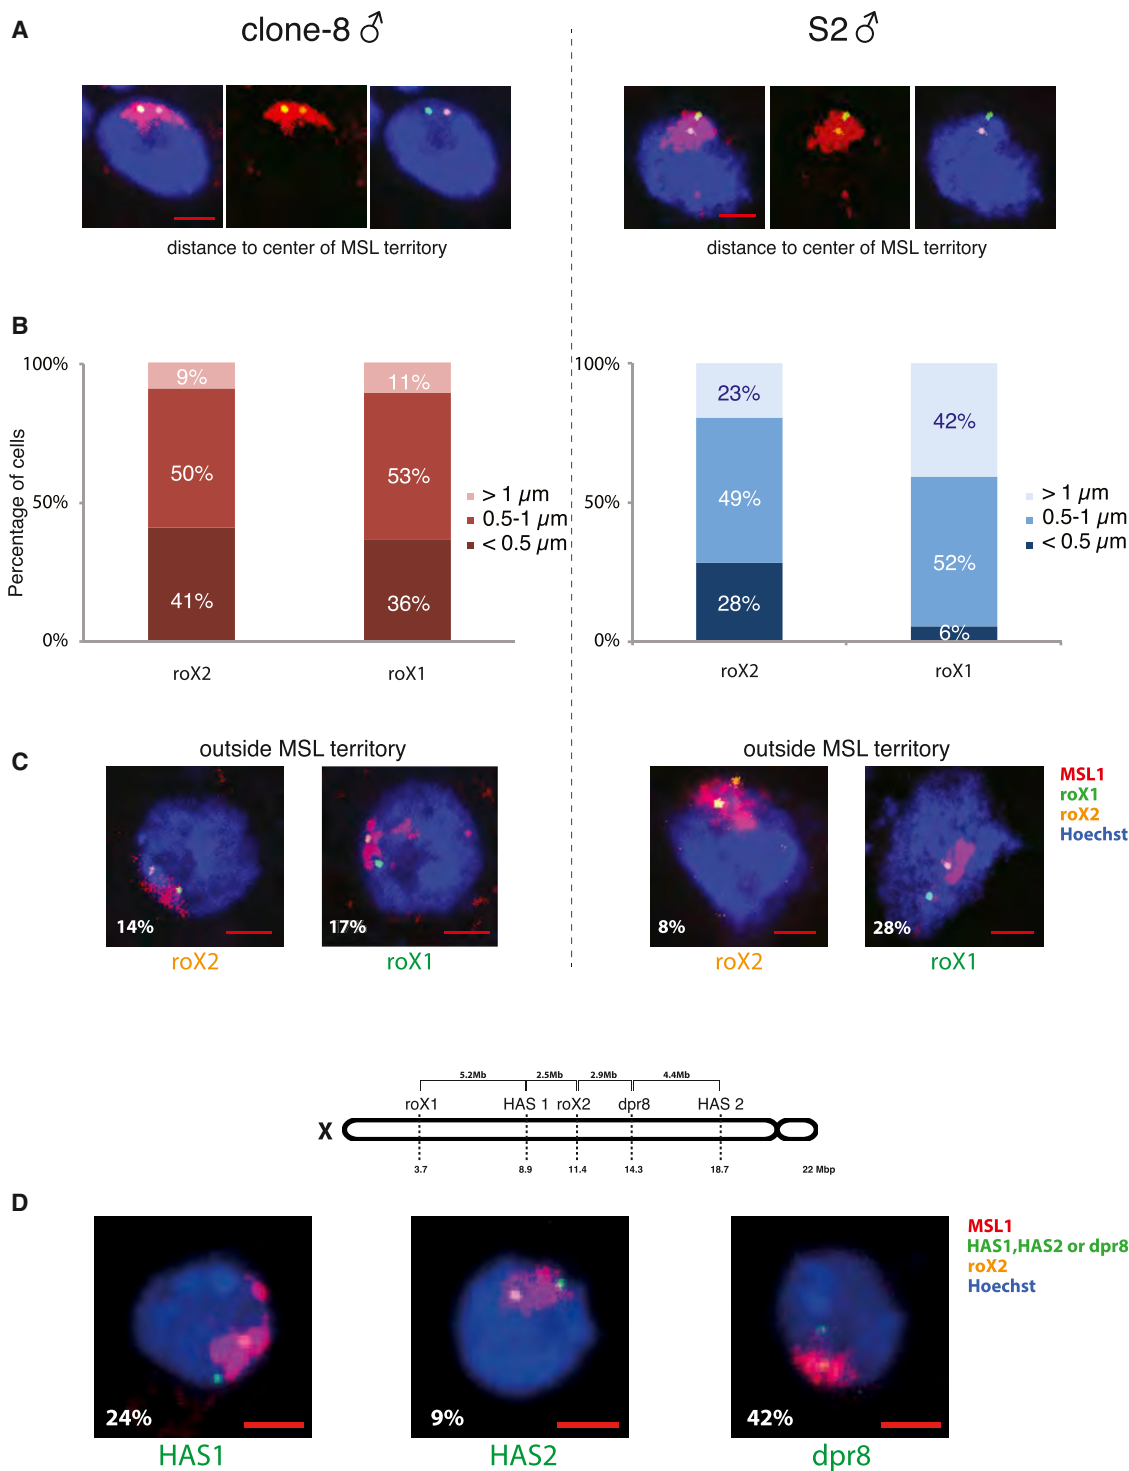 A
clone-8 ♂
S2 ♂
distance to center of MSL territory
distance to center of MSL territory
B
Percentage of cells
100%
50%
0%
9%
50%
41%
11%
53%
36%
roX2
roX1
> 1 µm
0.5-1 µm
< 0.5 µm
100%
50%
0%
23%
49%
28%
42%
52%
6%
roX2
roX1
> 1 µm
0.5-1 µm
< 0.5 µm
C
outside MSL territory
outside MSL territory
14%
17%
8%
28%
roX2
roX1
roX2
roX1
MSL1
roX1
roX2
Hoechst
5.2Mb
2.5Mb
2.9Mb
4.4Mb
roX1
HAS 1
roX2
dpr8
HAS 2
X
3.7
8.9
11.4
14.3
18.7
22 Mbp
D
24%
9%
42%
HAS1
HAS2
dpr8
MSL1
HAS1,HAS2 or dpr8
roX2
Hoechst